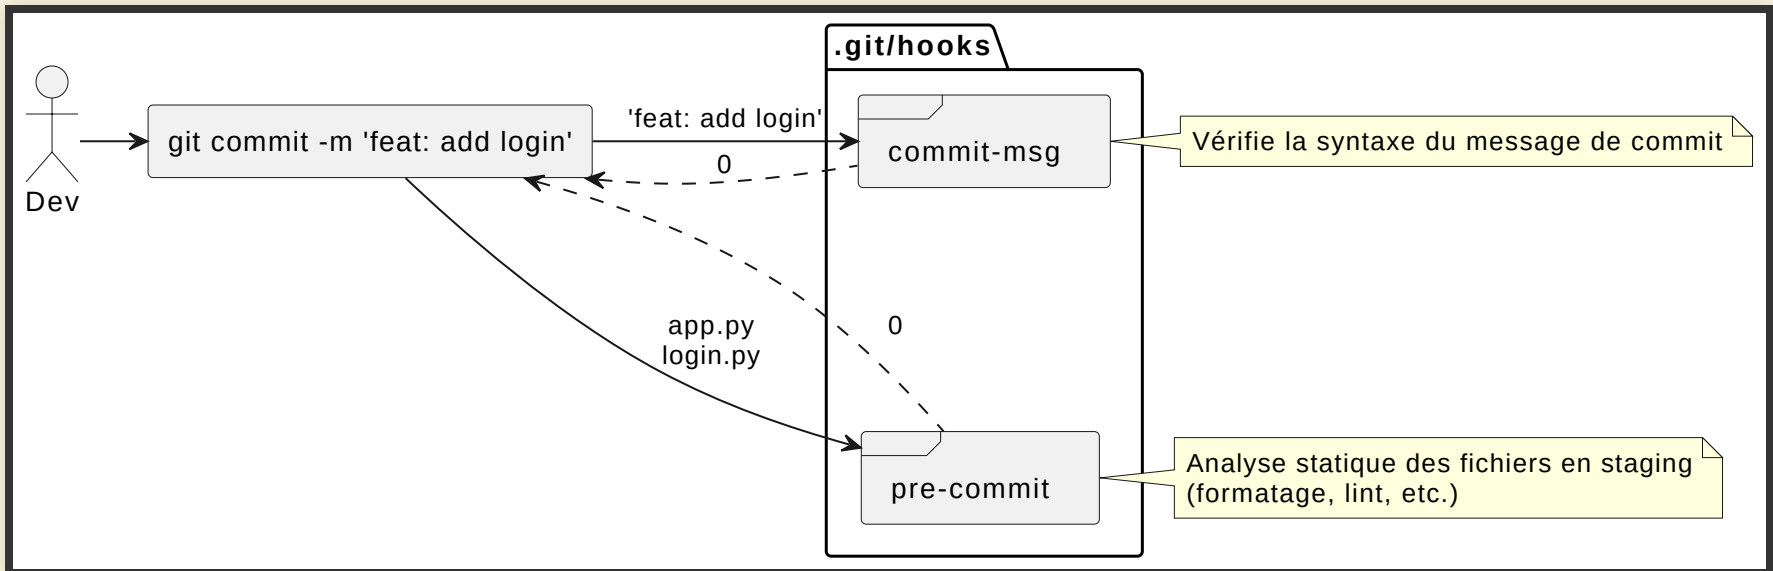 .git/hooks
Dev
git commit -m 'feat: add login'
'feat: add login'
0
commit-msg
Vérifie la syntaxe du message de commit
app.py
login.py
0
pre-commit
Analyse statique des fichiers en staging
(formatage, lint, etc.)